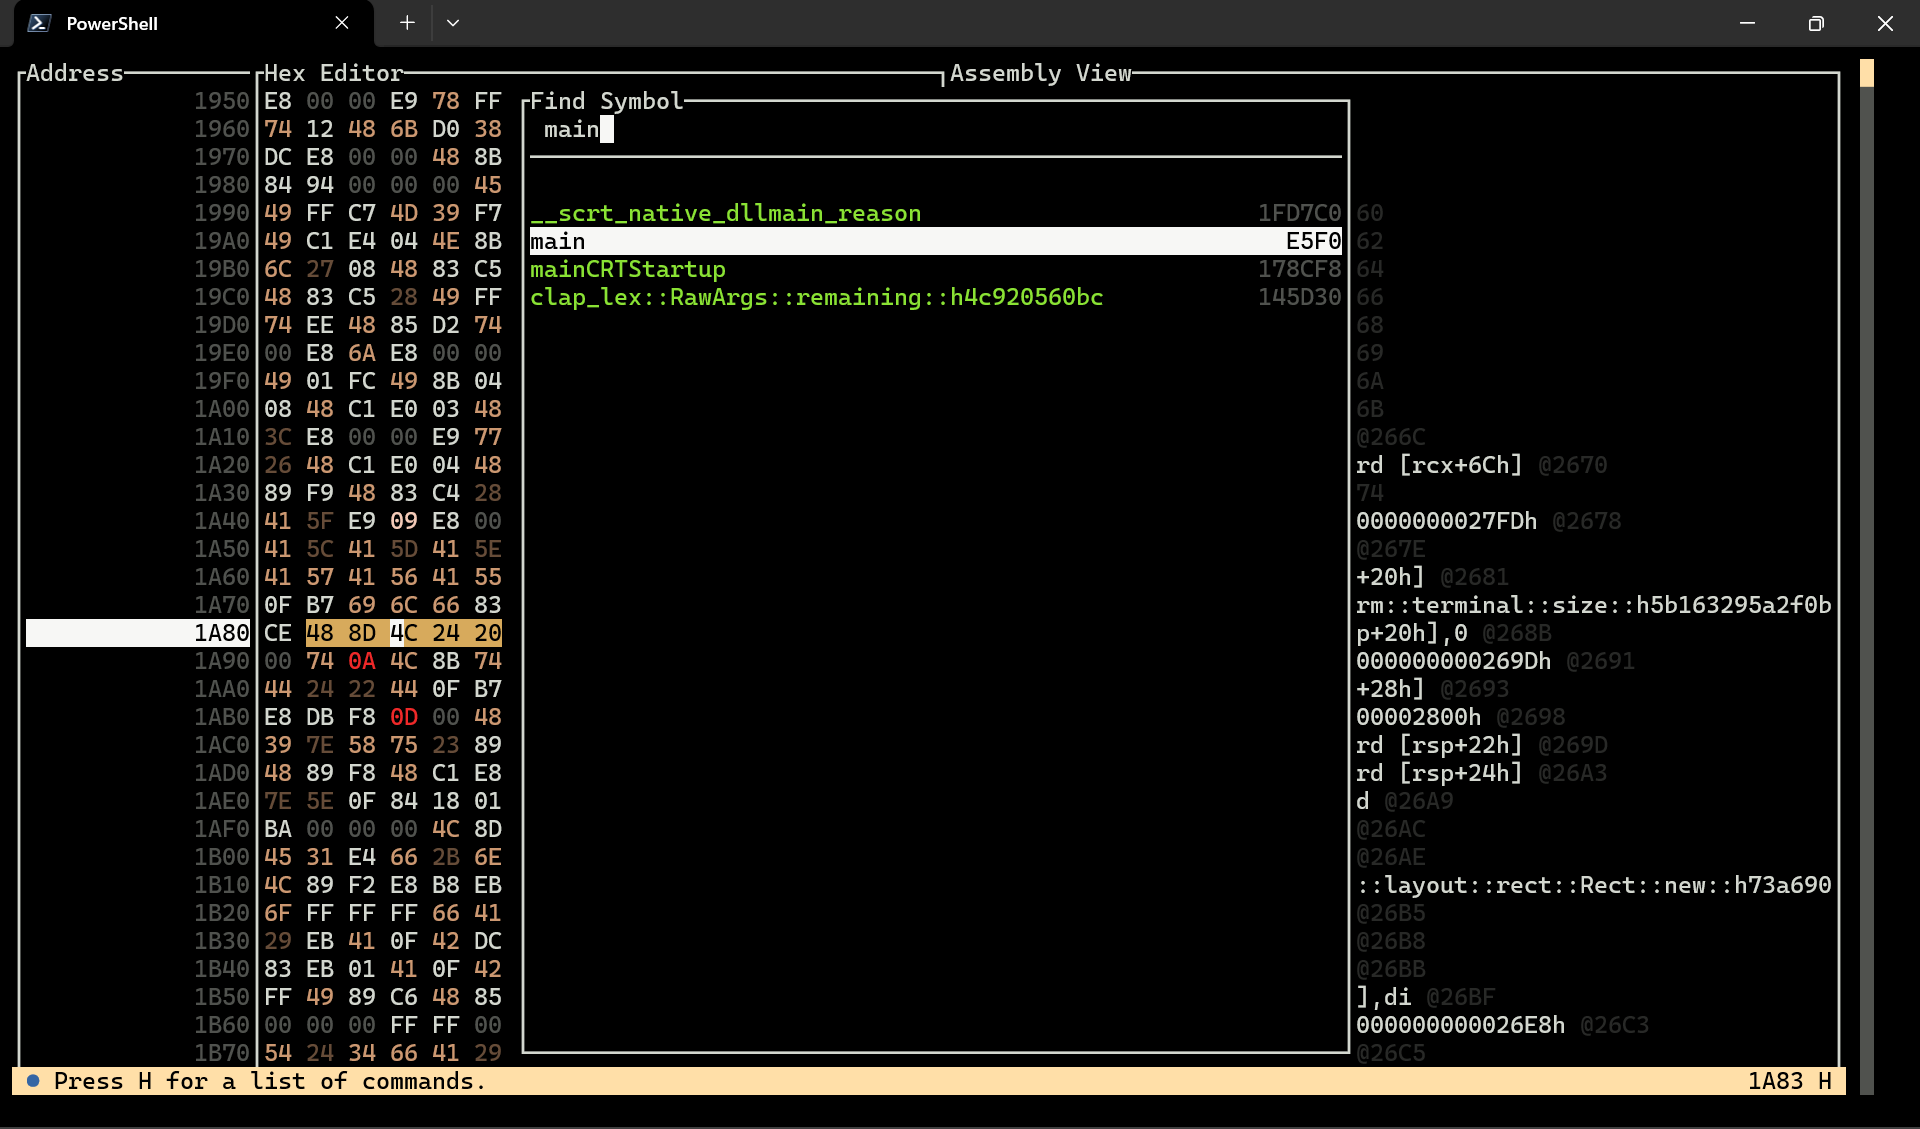 PowerShell
Address Hex Editor Assembly View
1950 E8 00 00 E9 78 FF Find Symbol
1960 74 12 48 6B D0 38 main
1970 DC E8 00 00 48 8B
1980 84 94 00 00 00 45
1990 49 FF C7 4D 39 F7 __scrt_native_dllmain_reason 1FD7C0 60
19A0 49 C1 E4 04 4E 8B main E5F0 62
19B0 6C 27 08 48 83 C5 mainCRTStartup 178CF8 64
19C0 48 83 C5 28 49 FF clap_lex::RawArgs::remaining::h4c920560bc 145D30 66
19D0 74 EE 48 85 D2 74 68
19E0 00 E8 6A E8 00 00 69
19F0 49 01 FC 49 8B 04 6A
1A00 08 48 C1 E0 03 48 6B
1A10 3C E8 00 00 E9 77 @266C
1A20 26 48 C1 E0 04 48 rd [rcx+6Ch] @2670
1A30 89 F9 48 83 C4 28 74
1A40 41 5F E9 09 E8 00 0000000027FDh @2678
1A50 41 5C 41 5D 41 5E @267E
1A60 41 57 41 56 41 55 +20h] @2681
1A70 0F B7 69 6C 66 83 rm::terminal::size::h5b163295a2f0b
1A80 CE 48 8D 4C 24 20 p+20h],0 @268B
1A90 00 74 0A 4C 8B 74 000000000269Dh @2691
1AA0 44 24 22 44 0F B7 +28h] @2693
1AB0 E8 DB F8 0D 00 48 00002800h @2698
1AC0 39 7E 58 75 23 89 rd [rsp+22h] @269D
1AD0 48 89 F8 48 C1 E8 rd [rsp+24h] @26A3
1AE0 7E 5E 0F 84 18 01 d @26A9
1AF0 BA 00 00 00 4C 8D @26AC
1B00 45 31 E4 66 2B 6E @26AE
1B10 4C 89 F2 E8 B8 EB ::layout::rect::Rect::new::h73a690
1B20 6F FF FF FF 66 41 @26B5
1B30 29 EB 41 0F 42 DC @26B8
1B40 83 EB 01 41 0F 42 @26BB
1B50 FF 49 89 C6 48 85 ],di @26BF
1B60 00 00 00 FF FF 00 000000000026E8h @26C3
1B70 54 24 34 66 41 29 @26C5
Press H for a list of commands. 1A83 H